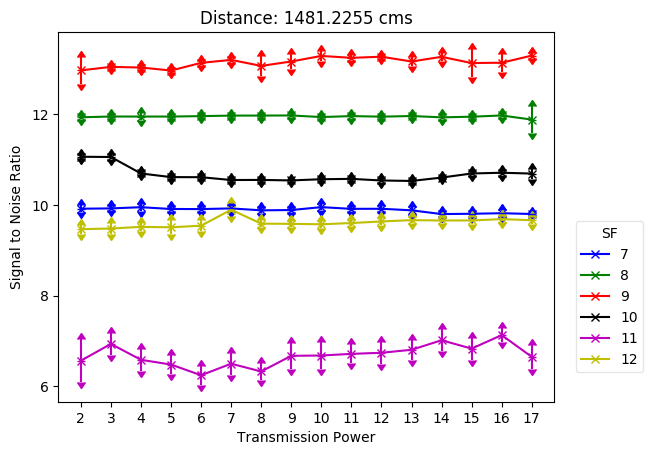 Distance: 1481.2255 cms
Signal to Noise Ratio
12
10
8
6
2 3 4 5 6 7 8 9 10 11 12 13 14 15 16 17
Transmission Power
SF
7
8
9
10
11
12